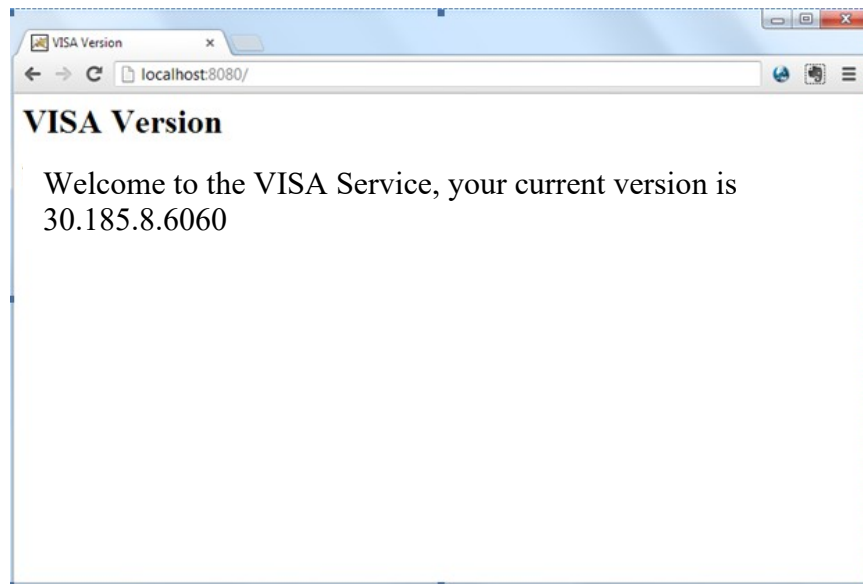 VISA Version
localhost:8080/
VISA Version
Welcome to the VISA Service, your current version is
30.185.8.6060